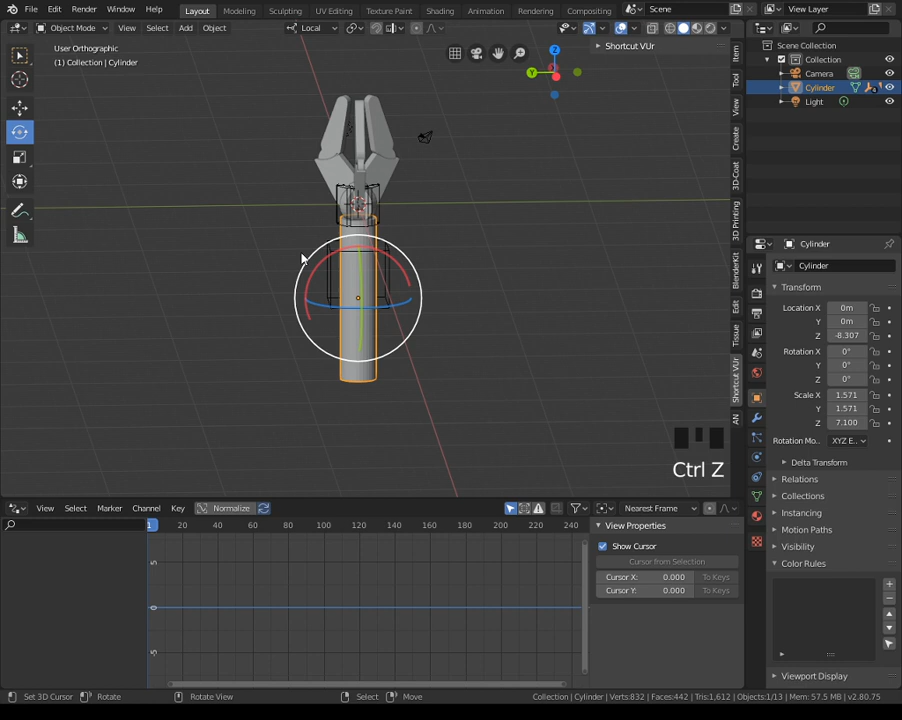 File Edit Render Window Help Layout Modeling Sculpting UV Editing Texture Paint Shading Animation Rendering Compositing Scene View Layer
Object Mode View Select Add Object Local
User Orthographic
(1) Collection | Cylinder
Shortcut VUr
Z
Y
Item
Tool
View
Create
3D-Coat
3D Printing
BlenderKit
Edit
Tissue
Shortcut VUr
AN
Ctrl Z
Scene Collection
Collection
Camera
Cylinder
Light
Cylinder
Cylinder
Transform
Location X 0m
Y 0m
Z -8.307
Rotation X 0°
Y 0°
Z 0°
Scale X 1.571
Y 1.571
Z 7.100
Rotation Mo.. XYZ E..
Delta Transform
Relations
Collections
Instancing
Motion Paths
Visibility
Color Rules
Viewport Display
View Select Marker Channel Key Normalize Nearest Frame
1 20 40 60 80 100 120 140 160 180 200 220 240
5
0
-5
View Properties
Show Cursor
Cursor from Selection
Cursor X: 0.000 To Keys
Cursor Y: 0.000 To Keys
Set 3D Cursor Rotate Rotate View Select Move Collection | Cylinder | Verts:832 | Faces:442 | Tris:1,612 | Objects:1/13 | Mem: 57.5 MB | v2.80.75